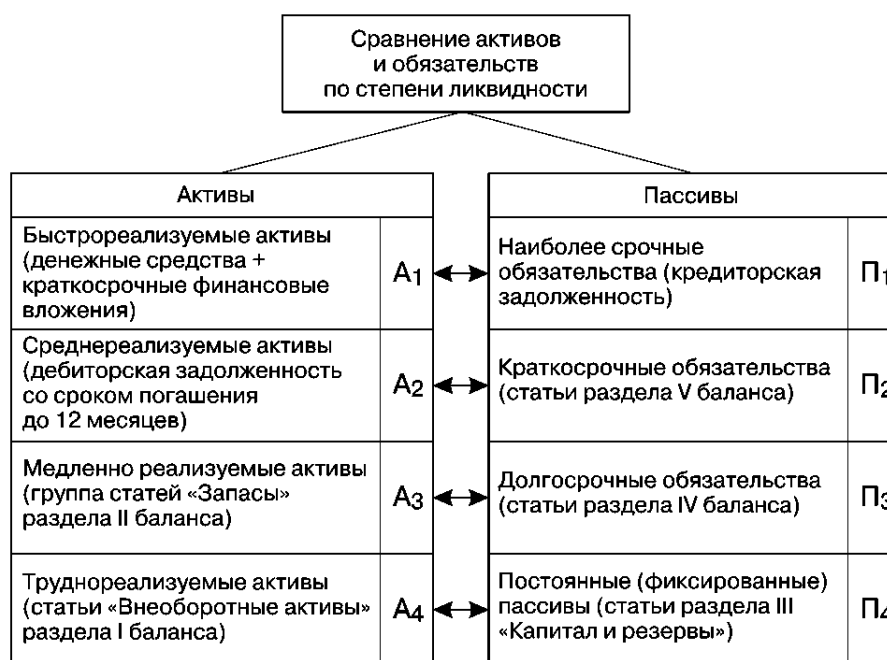 Сравнение активов
и обязательств
по степени ликвидности
Активы
Пассивы
Быстрореализуемые активы
(денежные средства +
краткосрочные финансовые
вложения)
А1
Наиболее срочные
обязательства (кредиторская
задолженность)
П1
Среднереализуемые активы
(дебиторская задолженность
со сроком погашения
до 12 месяцев)
А2
Краткосрочные обязательства
(статьи раздела V баланса)
П2
Медленно реализуемые активы
(группа статей «Запасы»
раздела II баланса)
А3
Долгосрочные обязательства
(статьи раздела IV баланса)
П3
Труднореализуемые активы
(статьи «Внеоборотные активы»
раздела I баланса)
А4
Постоянные (фиксированные)
пассивы (статьи раздела III
«Капитал и резервы»)
П4